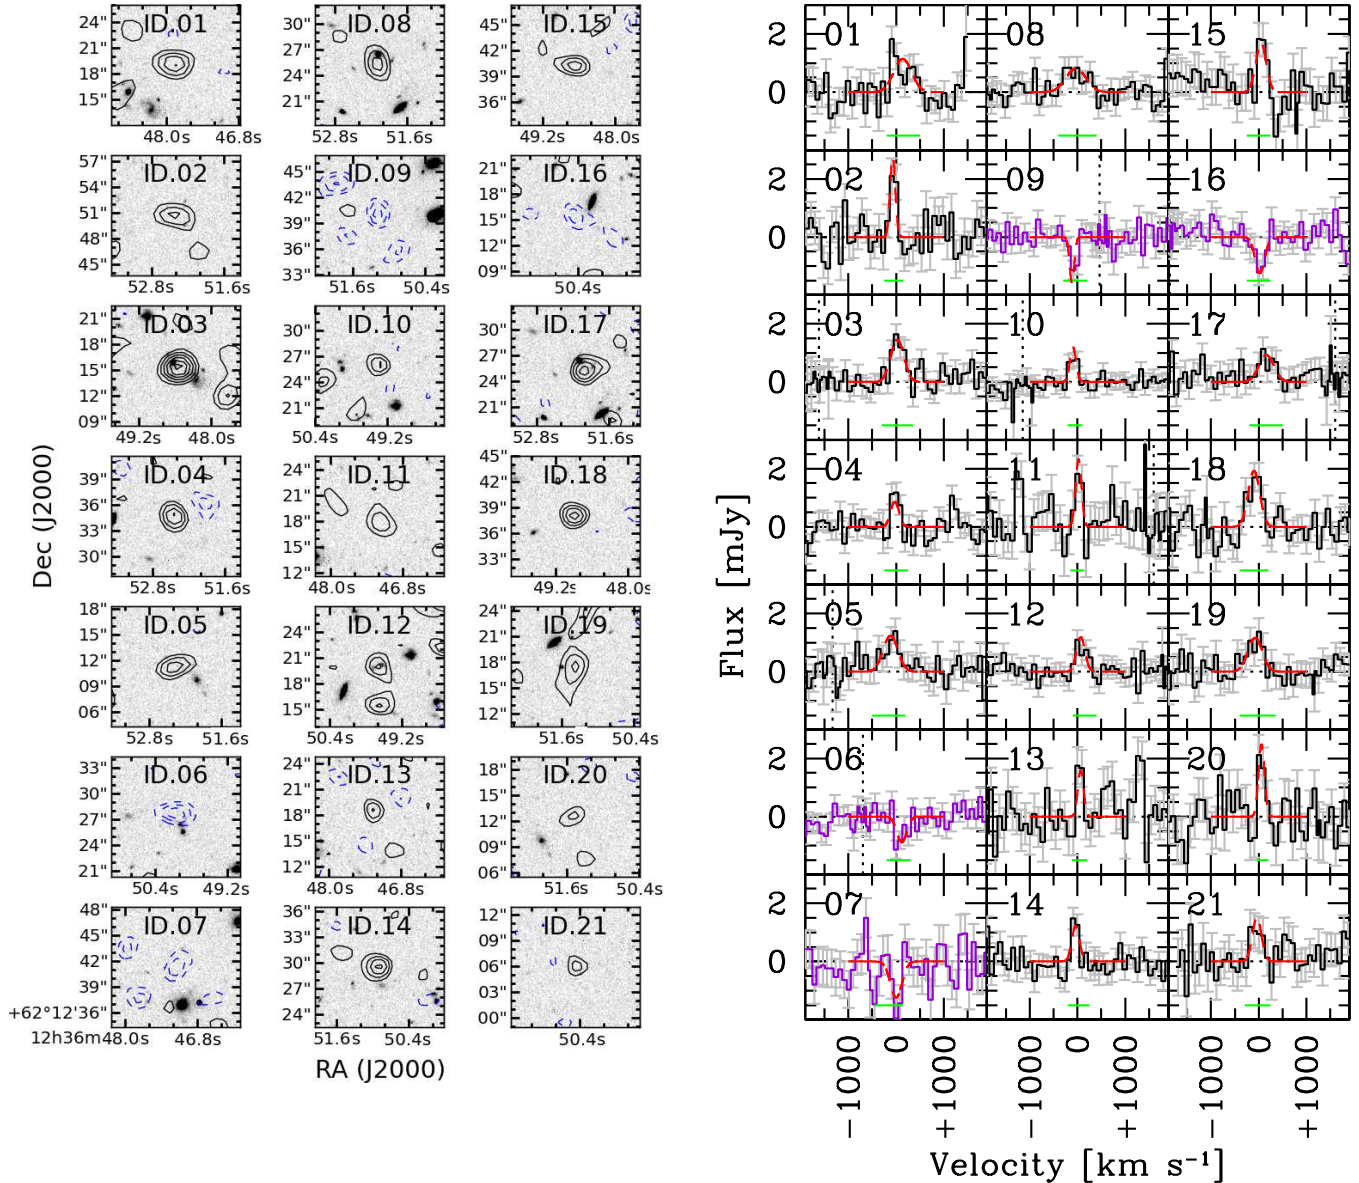 ID.01
24"
21"
18"
15"
48.0s 46.8s
ID.08
30"
27"
24"
21"
52.8s 51.6s
ID.15
45"
42"
39"
36"
49.2s 48.0s
ID.02
57"
54"
51"
48"
45"
52.8s 51.6s
ID.09
45"
42"
39"
36"
33"
51.6s 50.4s
ID.16
21"
18"
15"
12"
09"
50.4s
ID.03
21"
18"
15"
12"
09"
49.2s 48.0s
ID.10
30"
27"
24"
21"
50.4s 49.2s
ID.17
30"
27"
24"
21"
52.8s 51.6s
ID.04
39"
36"
33"
30"
52.8s 51.6s
ID.11
24"
21"
18"
15"
12"
48.0s 46.8s
ID.18
45"
42"
39"
36"
33"
49.2s 48.0s
ID.05
18"
15"
12"
09"
06"
52.8s 51.6s
ID.12
24"
21"
18"
15"
50.4s 49.2s
ID.19
24"
21"
18"
15"
12"
51.6s 50.4s
ID.06
33"
30"
27"
24"
21"
50.4s 49.2s
ID.13
24"
21"
18"
15"
12"
48.0s 46.8s
ID.20
18"
15"
12"
09"
06"
51.6s 50.4s
ID.07
48"
45"
42"
39"
+62°12'36"
12h36m48.0s 46.8s
ID.14
36"
33"
30"
27"
24"
51.6s 50.4s
ID.21
12"
09"
06"
03"
00"
50.4s
Dec (J2000)
RA (J2000)
2 01 08 15
0
2 02 09 16
0
2 03 10 17
0
2 04 11 18
0
2 05 12 19
0
2 06 13 20
0
2 07 14 21
0
−1000 0 +1000 −1000 0 +1000 −1000 0 +1000
Flux [mJy]
Velocity [km s⁻¹]